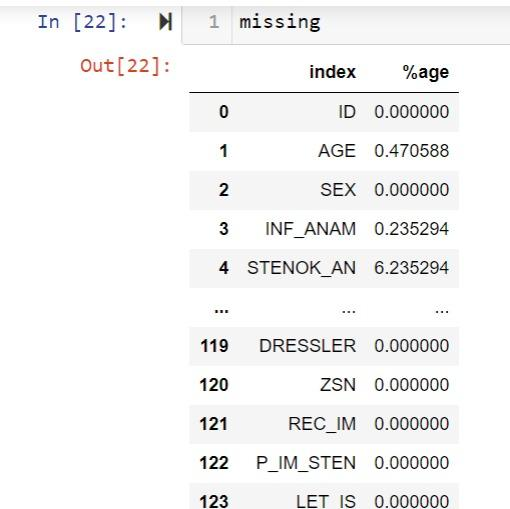 In [22]: 1 missing
Out[22]:
index %age
0 ID 0.000000
1 AGE 0.470588
2 SEX 0.000000
3 INF_ANAM 0.235294
4 STENOK_AN 6.235294
... ... ...
119 DRESSLER 0.000000
120 ZSN 0.000000
121 REC_IM 0.000000
122 P_IM_STEN 0.000000
123 LET_IS 0.000000